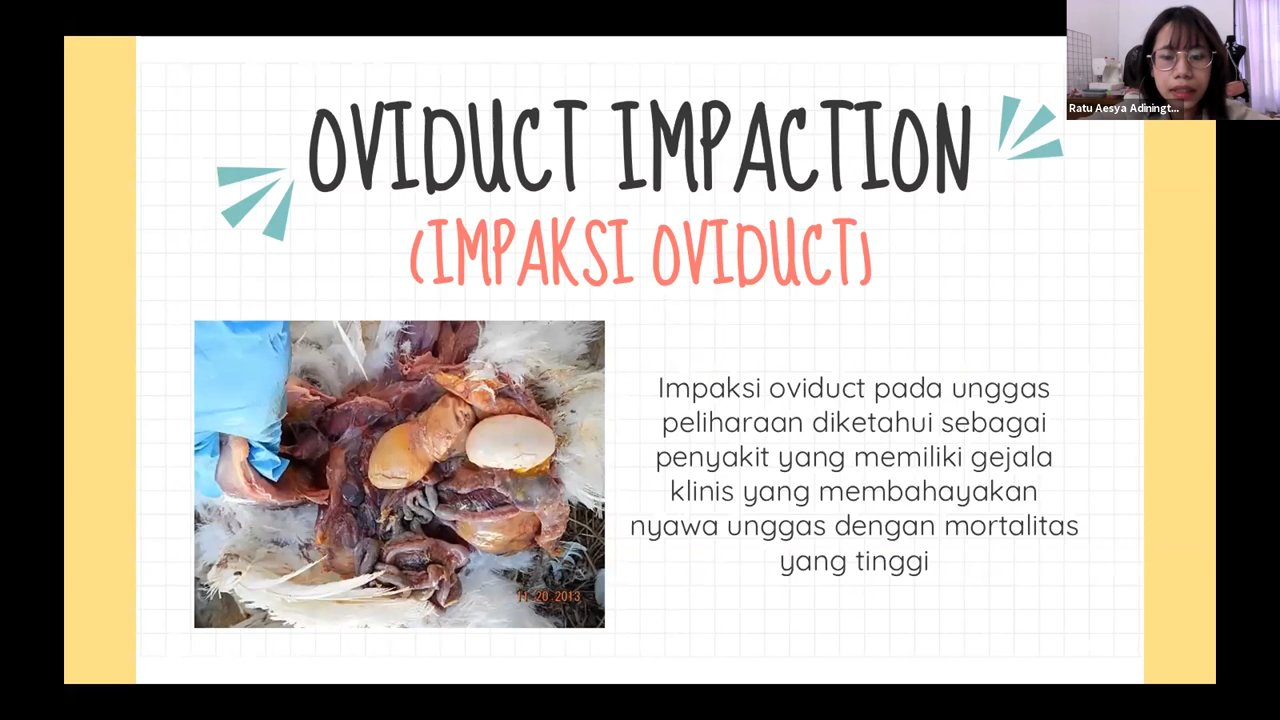 Ratu Aesya Adiningt...
OVIDUCT IMPACTION
(IMPAKSI OVIDUCT)
Impaksi oviduct pada unggas
peliharaan diketahui sebagai
penyakit yang memiliki gejala
klinis yang membahayakan
nyawa unggas dengan mortalitas
yang tinggi
11 20 2013